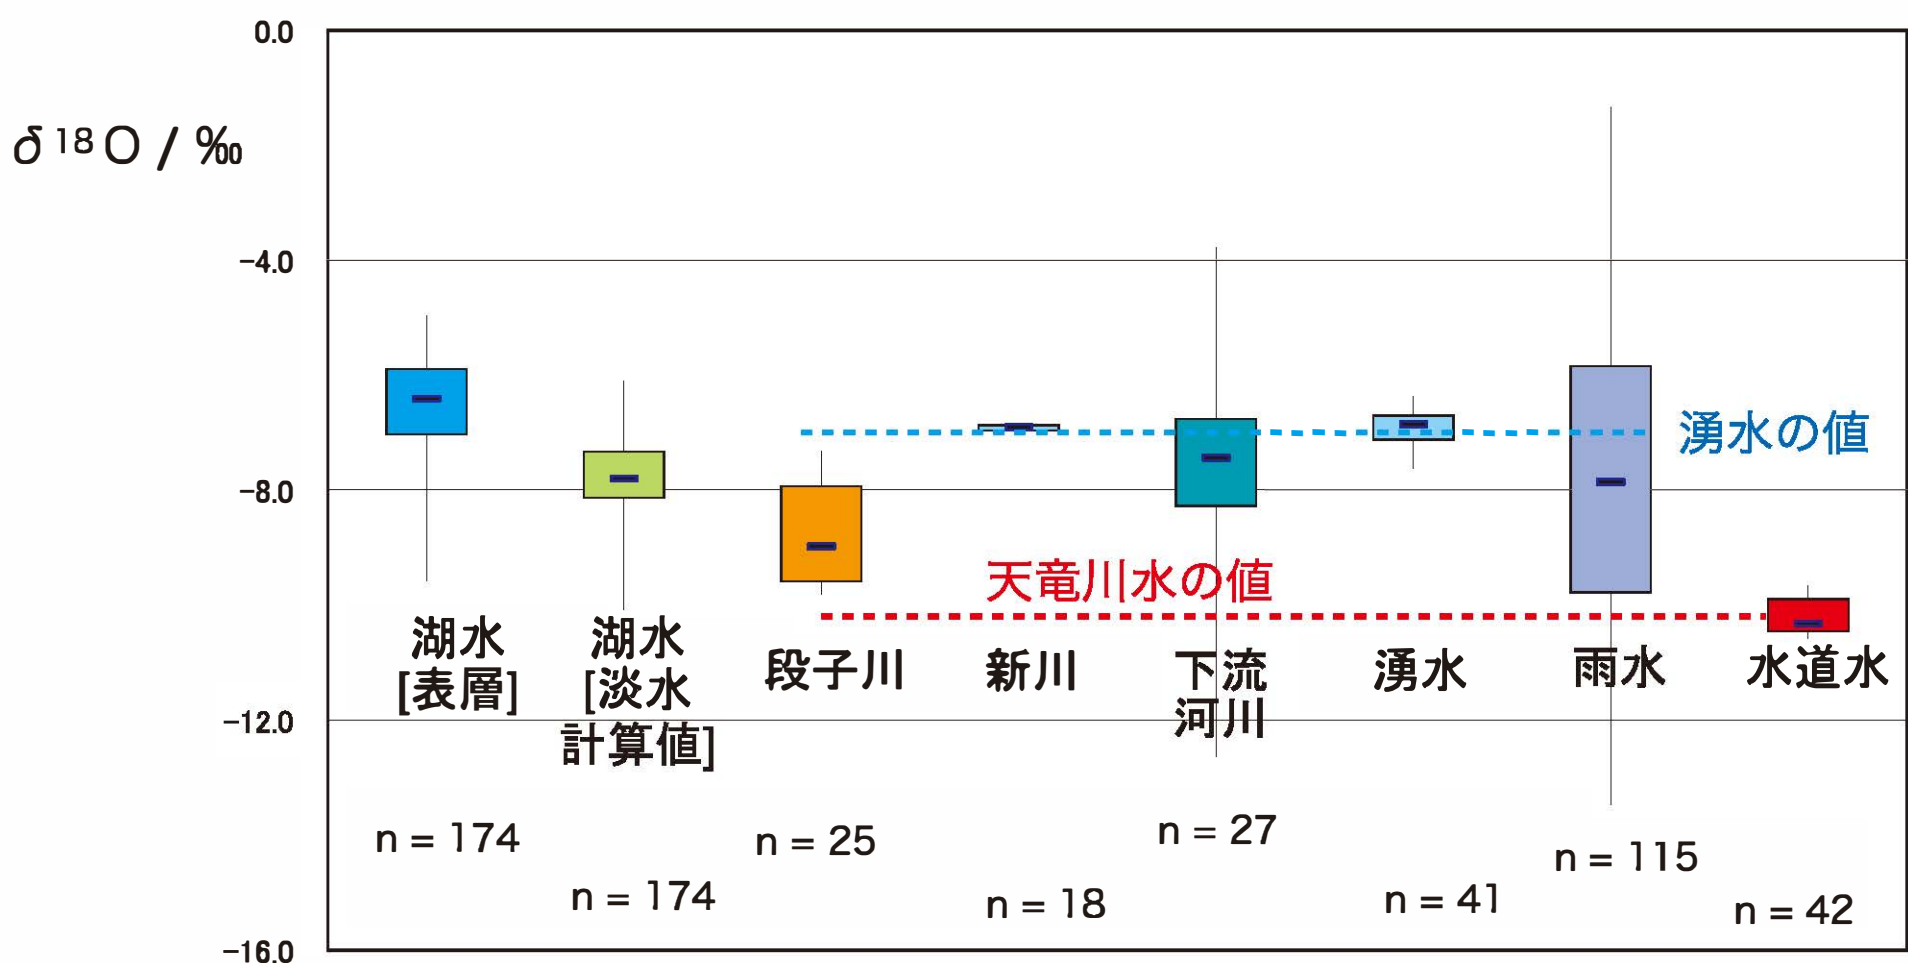 0.0
δ¹⁸O / ‰
−4.0
−8.0
−12.0
−16.0
湧水の値
天竜川水の値
湖水
[表層]
湖水
[淡水
計算値]
段子川
新川
下流
河川
湧水
雨水
水道水
n = 174
n = 174
n = 25
n = 18
n = 27
n = 41
n = 115
n = 42